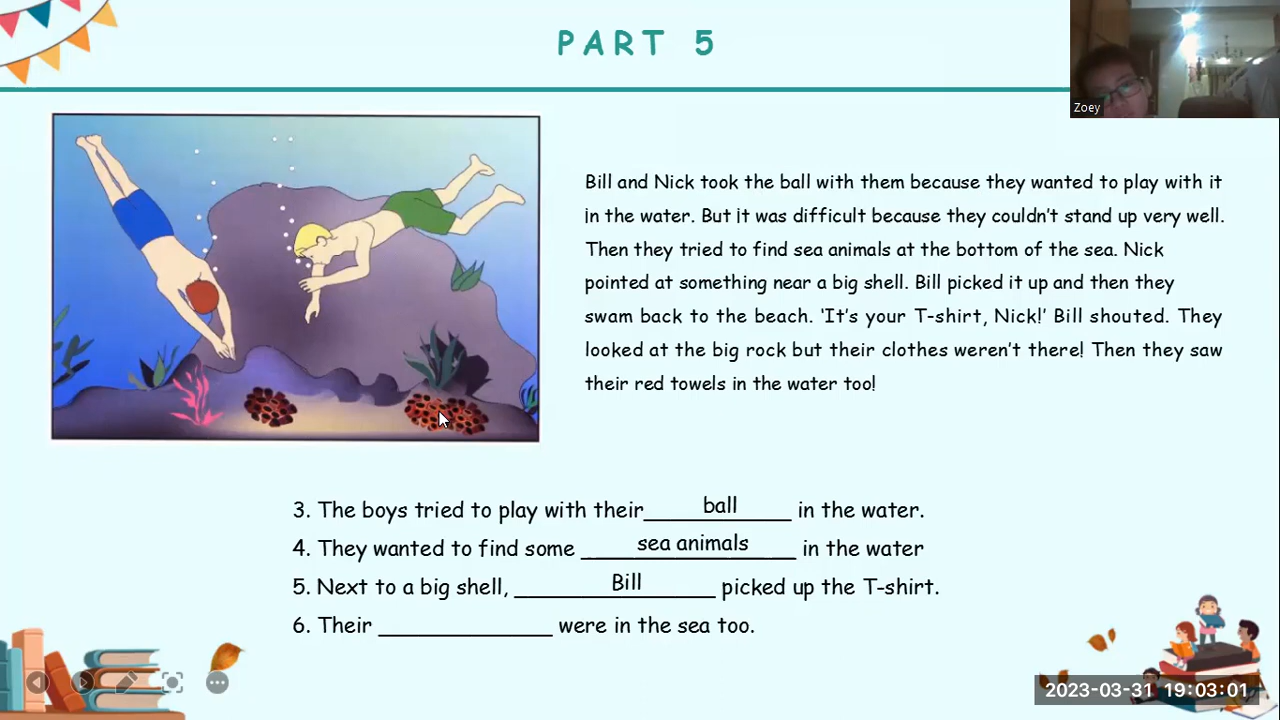 PART 5
Zoey
Bill and Nick took the ball with them because they wanted to play with it
in the water. But it was difficult because they couldn't stand up very well.
Then they tried to find sea animals at the bottom of the sea. Nick
pointed at something near a big shell. Bill picked it up and then they
swam back to the beach. 'It's your T-shirt, Nick!' Bill shouted. They
looked at the big rock but their clothes weren't there! Then they saw
their red towels in the water too!
3. The boys tried to play with their ball in the water.
4. They wanted to find some sea animals in the water
5. Next to a big shell, Bill picked up the T-shirt.
6. Their ____________ were in the sea too.
2023-03-31 19:03:01